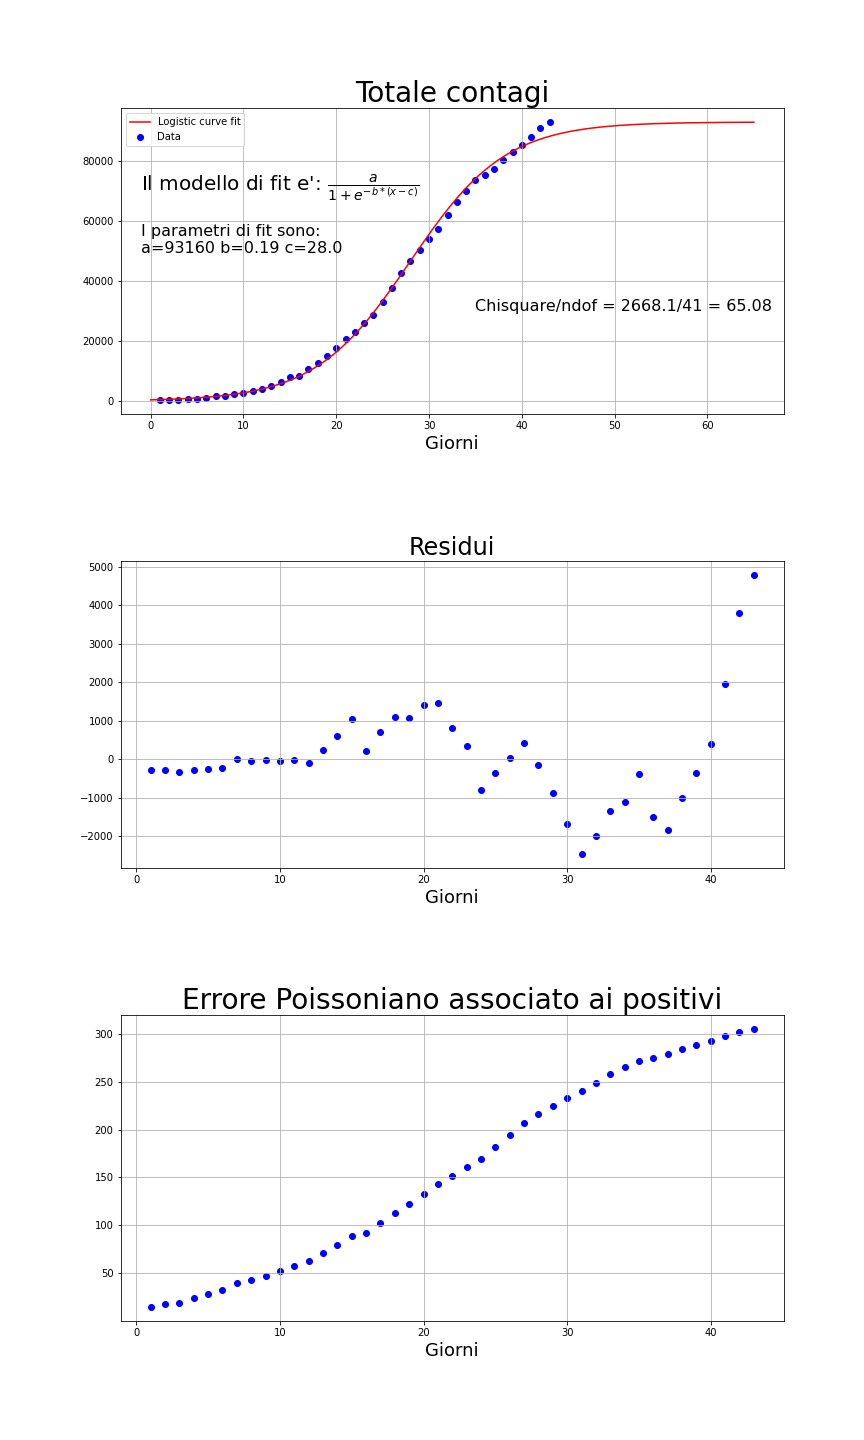 Totale contagi
Logistic curve fit
Data
Il modello di fit e': a / 1 + e^{-b*(x-c)}
I parametri di fit sono:
a=93160 b=0.19 c=28.0
Chisquare/ndof = 2668.1/41 = 65.08
80000
60000
40000
20000
0
0 10 20 30 40 50 60
Giorni
Residui
5000
4000
3000
2000
1000
0
−1000
−2000
0 10 20 30 40
Giorni
Errore Poissoniano associato ai positivi
300
250
200
150
100
50
0 10 20 30 40
Giorni